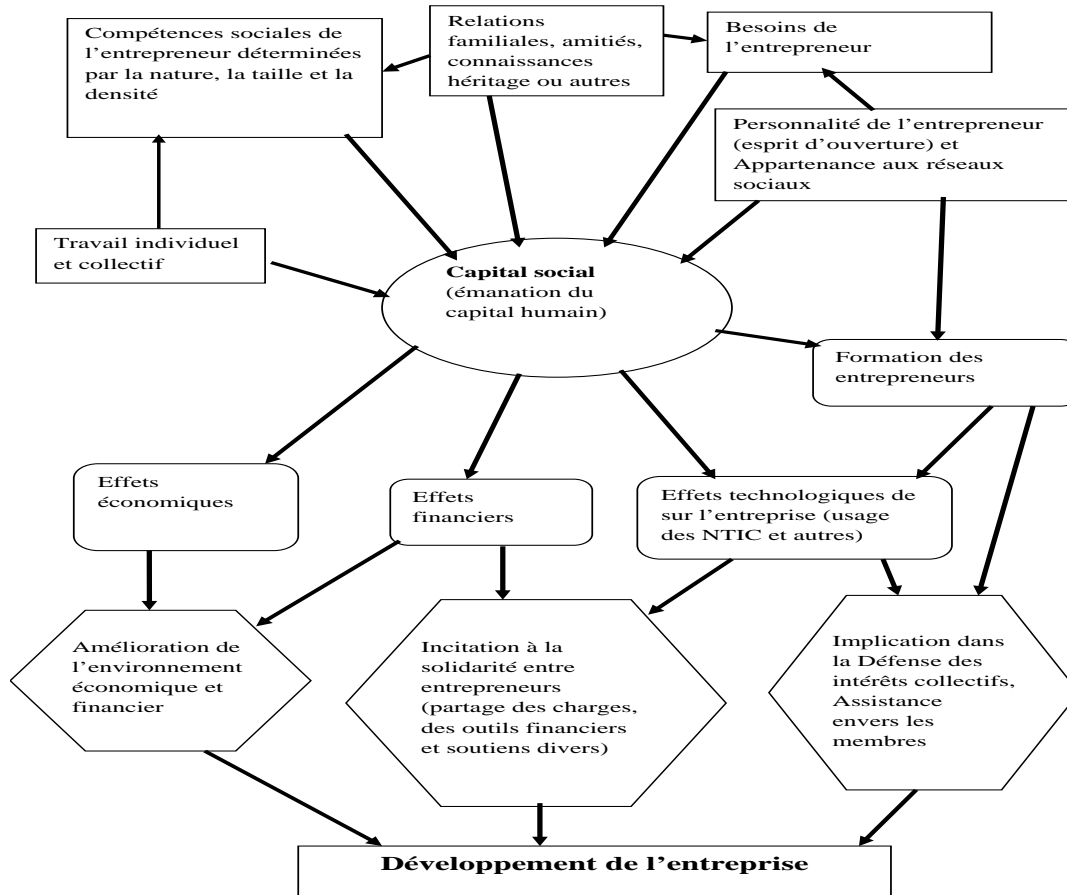 Compétences sociales de
l'entrepreneur déterminées
par la nature, la taille et la
densité
Relations
familiales, amitiés,
connaissances
héritage ou autres
Besoins de
l'entrepreneur
Personnalité de l'entrepreneur
(esprit d'ouverture) et
Appartenance aux réseaux
sociaux
Travail individuel
et collectif
Capital social
(émanation du
capital humain)
Formation des
entrepreneurs
Effets
économiques
Effets
financiers
Effets technologiques de
sur l'entreprise (usage
des NTIC et autres)
Amélioration de
l'environnement
économique et
financier
Incitation à la
solidarité entre
entrepreneurs
(partage des charges,
des outils financiers
et soutiens divers)
Implication dans
la Défense des
intérêts collectifs,
Assistance
envers les
membres
Développement de l'entreprise